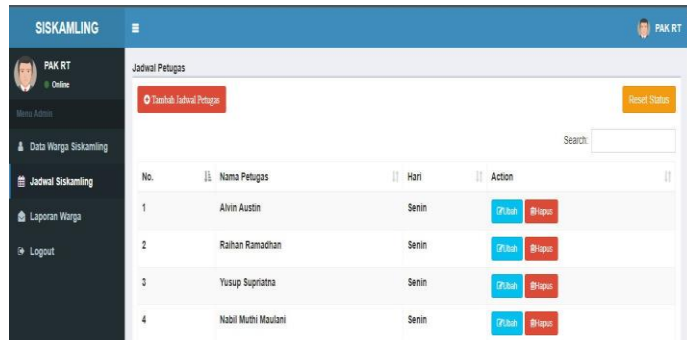 SISKAMLING
PAK RT
PAK RT
Online
Menu Admin
Data Warga Siskamling
Jadwal Siskamling
Laporan Warga
Logout
Jadwal Petugas
Tambah Jadwal Petugas
Reset Status
Search:
No. Nama Petugas Hari Action
1 Alvin Austin Senin Ubah Hapus
2 Raihan Ramadhan Senin Ubah Hapus
3 Yusup Supriatna Senin Ubah Hapus
4 Nabil Muthi Maulani Senin Ubah Hapus